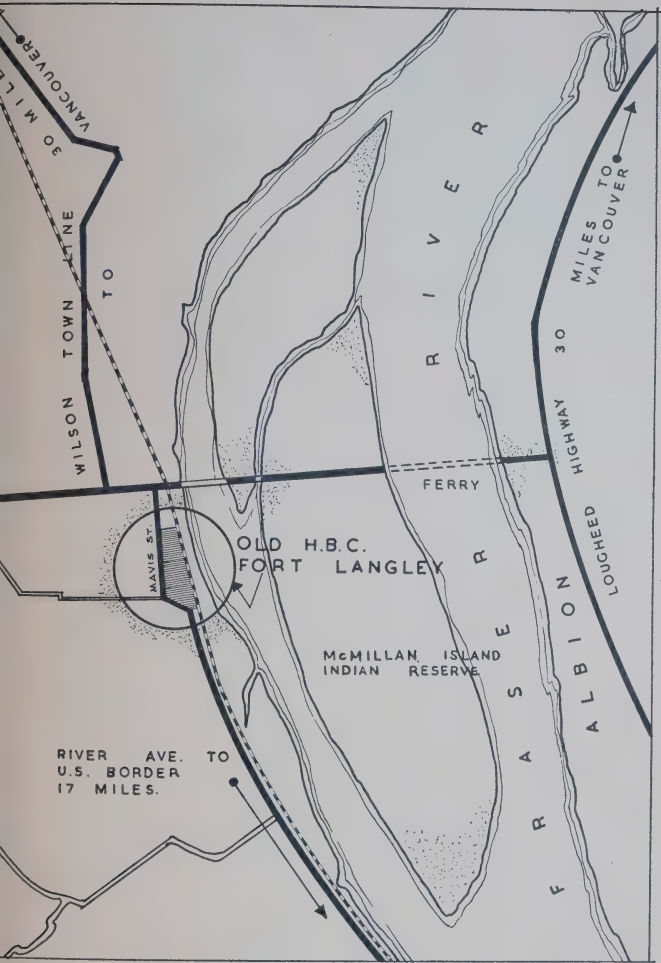 30 MILE
VANCOUVER
WILSON TOWN LINE
TO
FRASER RIVER
MILES TO
VANCOUVER
LOUGHEED HIGHWAY 30
ALBION
FERRY
MAVIS ST.
OLD H.B.C.
FORT LANGLEY
McMILLAN ISLAND
INDIAN RESERVE
RIVER AVE. TO
U.S. BORDER
17 MILES.